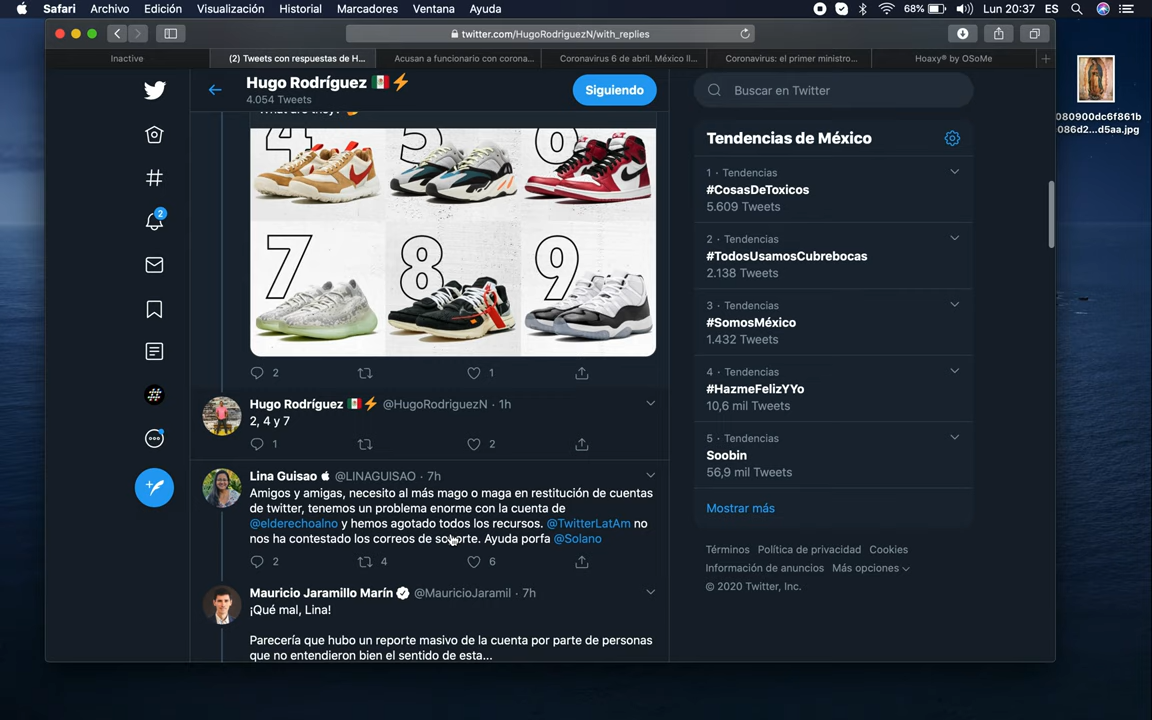 Safari Archivo Edición Visualización Historial Marcadores Ventana Ayuda 68% Lun 20:37 ES
twitter.com/HugoRodriguezN/with_replies
Inactive (2) Tweets con respuestas de H... Acusan a funcionario con corona... Coronavirus 6 de abril. México ll... Coronavirus: el primer ministro... Hoaxy® by OSoMe
080900dc6f861b
086d2...d5aa.jpg
Hugo Rodríguez
4.054 Tweets
Siguiendo
4 5 6
7 8 9
2 1
Hugo Rodríguez @HugoRodriguezN · 1h
2, 4 y 7
1 2
Lina Guisao @LINAGUISAO · 7h
Amigos y amigas, necesito al más mago o maga en restitución de cuentas
de twitter, tenemos un problema enorme con la cuenta de
@elderechoalno y hemos agotado todos los recursos. @TwitterLatAm no
nos ha contestado los correos de soporte. Ayuda porfa @Solano
2 4 6
Mauricio Jaramillo Marín @MauricioJaramil · 7h
¡Qué mal, Lina!
Parecería que hubo un reporte masivo de la cuenta por parte de personas
que no entendieron bien el sentido de esta...
2
Buscar en Twitter
Tendencias de México
1 · Tendencias
#CosasDeToxicos
5.609 Tweets
2 · Tendencias
#TodosUsamosCubrebocas
2.138 Tweets
3 · Tendencias
#SomosMéxico
1.432 Tweets
4 · Tendencias
#HazmeFelizYYo
10,6 mil Tweets
5 · Tendencias
Soobin
56,9 mil Tweets
Mostrar más
Términos Política de privacidad Cookies
Información de anuncios Más opciones
© 2020 Twitter, Inc.